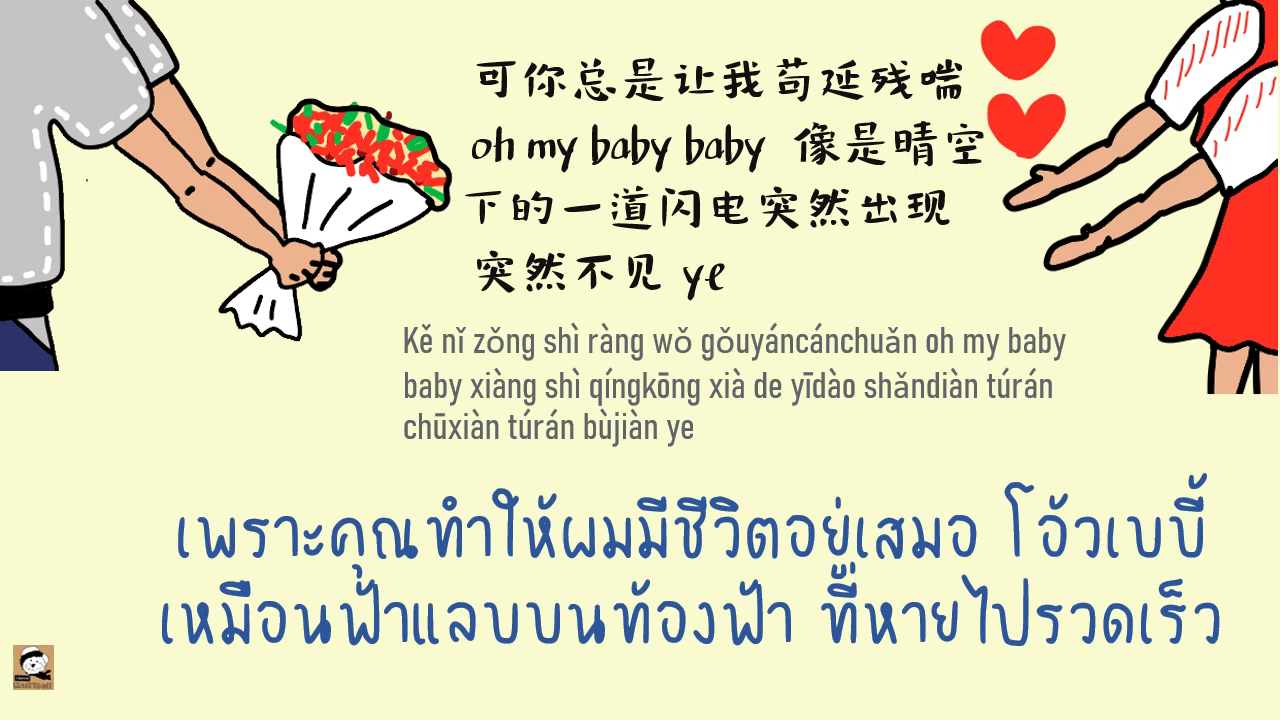 可你总是让我苟延残喘
oh my baby baby 像是晴空
下的一道闪电突然出现
突然不见 ye
Kě nǐ zǒng shì ràng wǒ gǒuyáncánchuǎn oh my baby
baby xiàng shì qíngkōng xià de yīdào shǎndiàn túrán
chūxiàn túrán bùjiàn ye
เพราะคุณทำให้ผมมีชีวิตอยู่เสมอ โอ้วเบบี้
เหมือนฟ้าแลบบนท้องฟ้า ที่หายไปรวดเร็ว